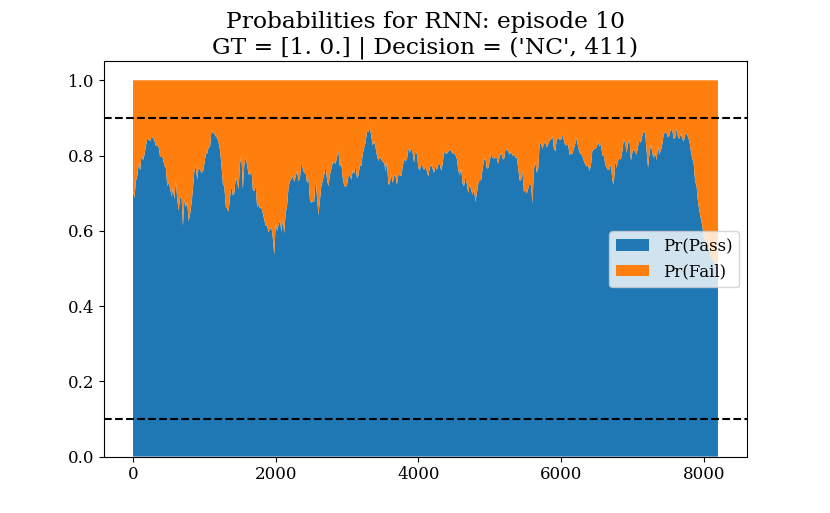 Probabilities for RNN: episode 10
GT = [1. 0.] | Decision = ('NC', 411)
1.0
0.8
0.6
0.4
0.2
0.0
Pr(Pass)
Pr(Fail)
0 2000 4000 6000 8000